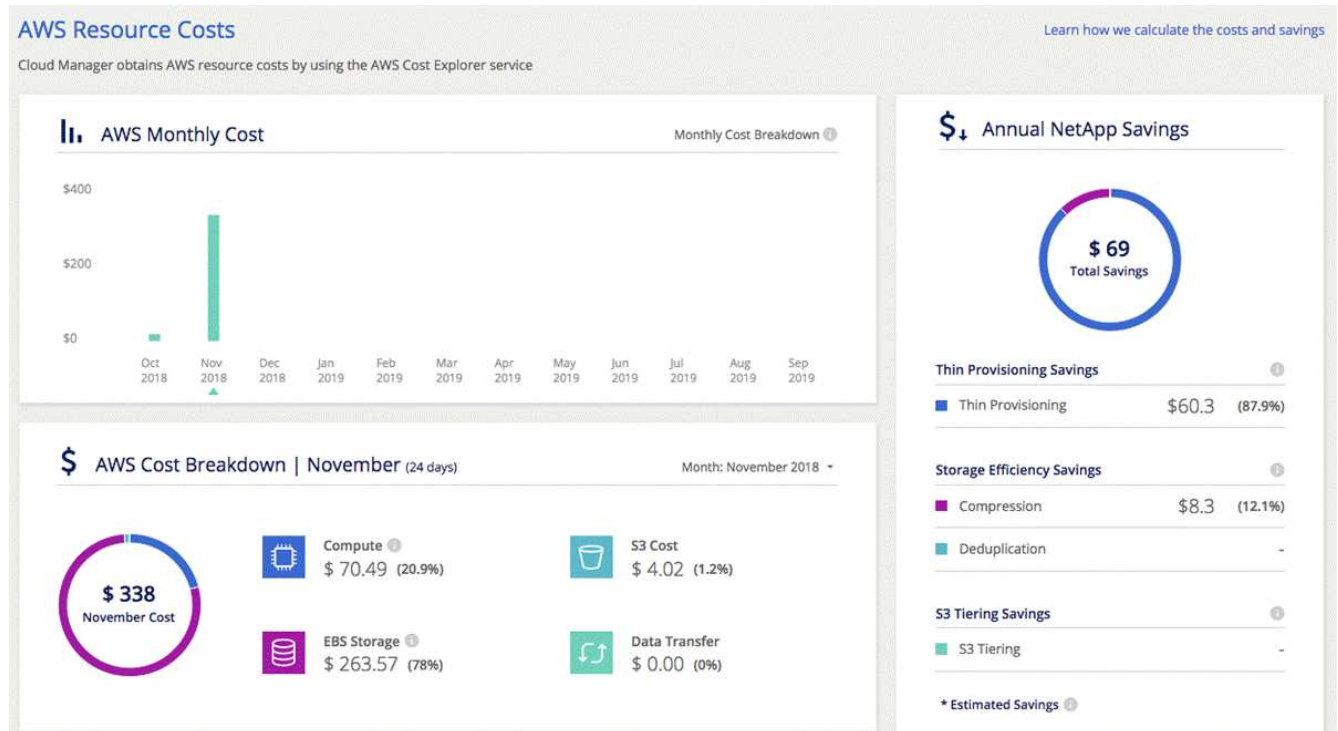 AWS Resource Costs
Learn how we calculate the costs and savings
Cloud Manager obtains AWS resource costs by using the AWS Cost Explorer service
AWS Monthly Cost
Monthly Cost Breakdown
$400
$200
$0
Oct Nov Dec Jan Feb Mar Apr May Jun Jul Aug Sep
2018 2018 2018 2019 2019 2019 2019 2019 2019 2019 2019 2019
AWS Cost Breakdown | November (24 days)
Month: November 2018
$ 338
November Cost
Compute
$ 70.49 (20.9%)
S3 Cost
$ 4.02 (1.2%)
EBS Storage
$ 263.57 (78%)
Data Transfer
$ 0.00 (0%)
Annual NetApp Savings
$ 69
Total Savings
Thin Provisioning Savings
Thin Provisioning $60.3 (87.9%)
Storage Efficiency Savings
Compression $8.3 (12.1%)
Deduplication -
S3 Tiering Savings
S3 Tiering -
* Estimated Savings